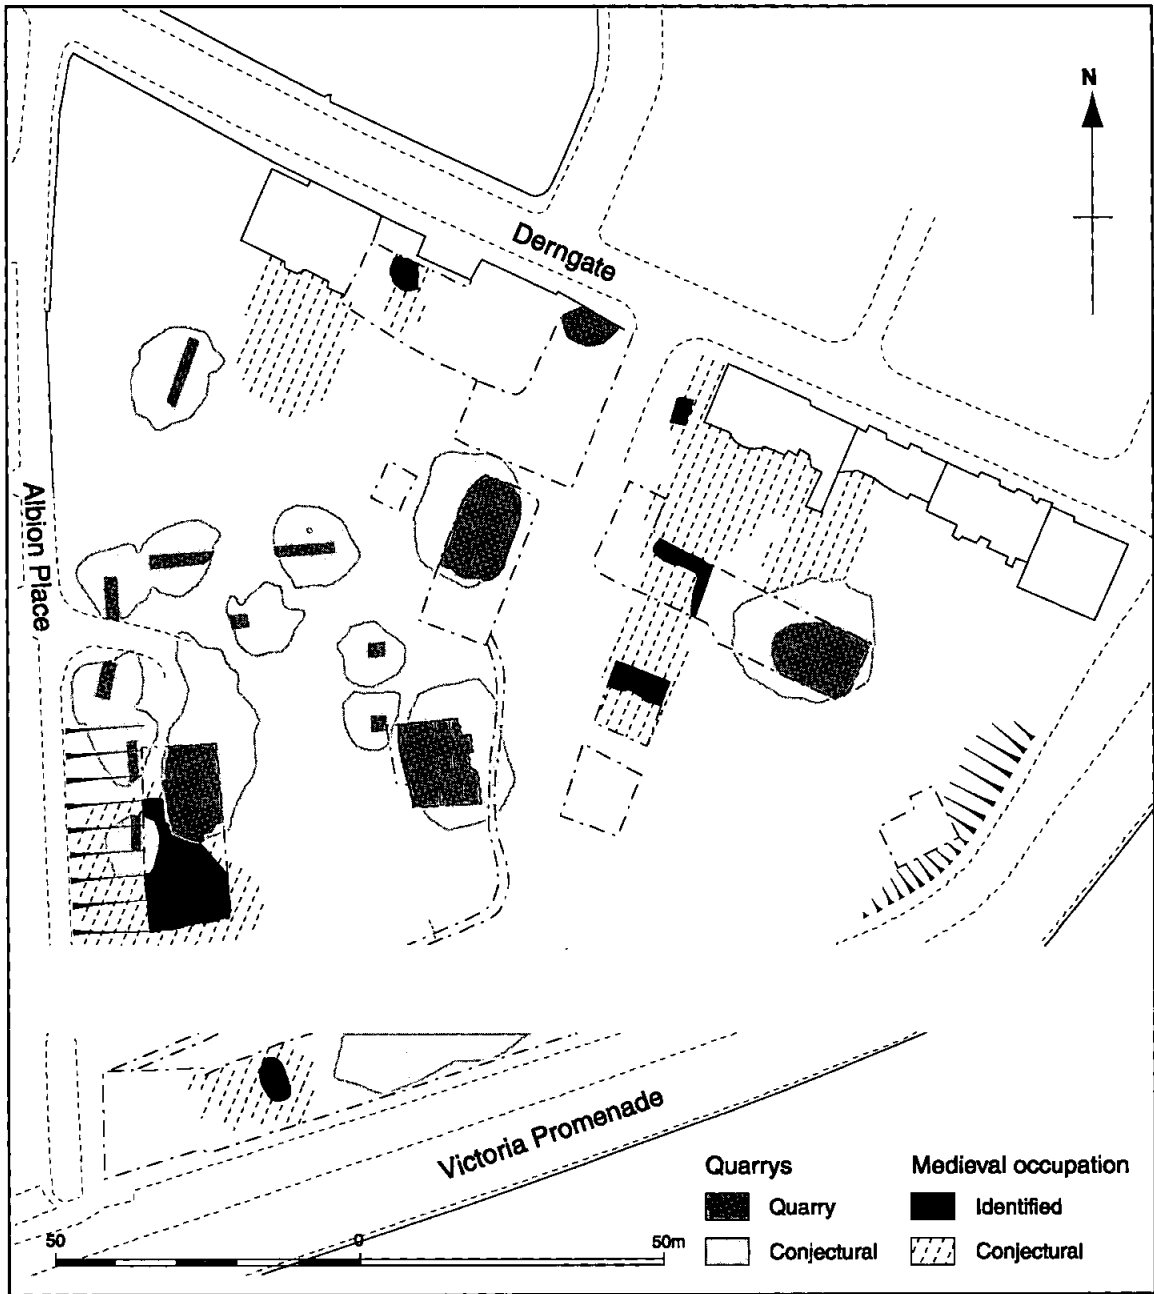 N
Derngate
Albion Place
Victoria Promenade
Quarrys
Quarry
Conjectural
Medieval occupation
Identified
Conjectural
50 0 50m